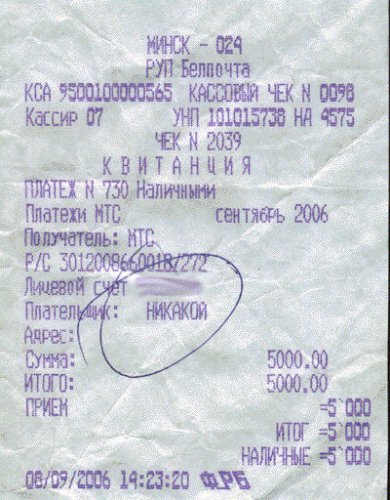 МИНСК - 024
РУП Белпочта
КСА 9500100000565 КАССОВЫЙ ЧЕК N 0098
Кассир 07 УНП 101015738 НА 4575
ЧЕК N 2039
КВИТАНЦИЯ
ПЛАТЕЖ N 730 Наличными
Платежи МТС сентябрь 2006
Получатель: МТС
Р/С 3012008660018/272
Лицевой счет
Плательщик: НИКАКОЙ
Адрес:
Сумма: 5000.00
ИТОГО: 5000.00
ПРИЕМ =5'000
ИТОГ =5'000
НАЛИЧНЫЕ =5'000
08/09/2006 14:23:20 ФРБ